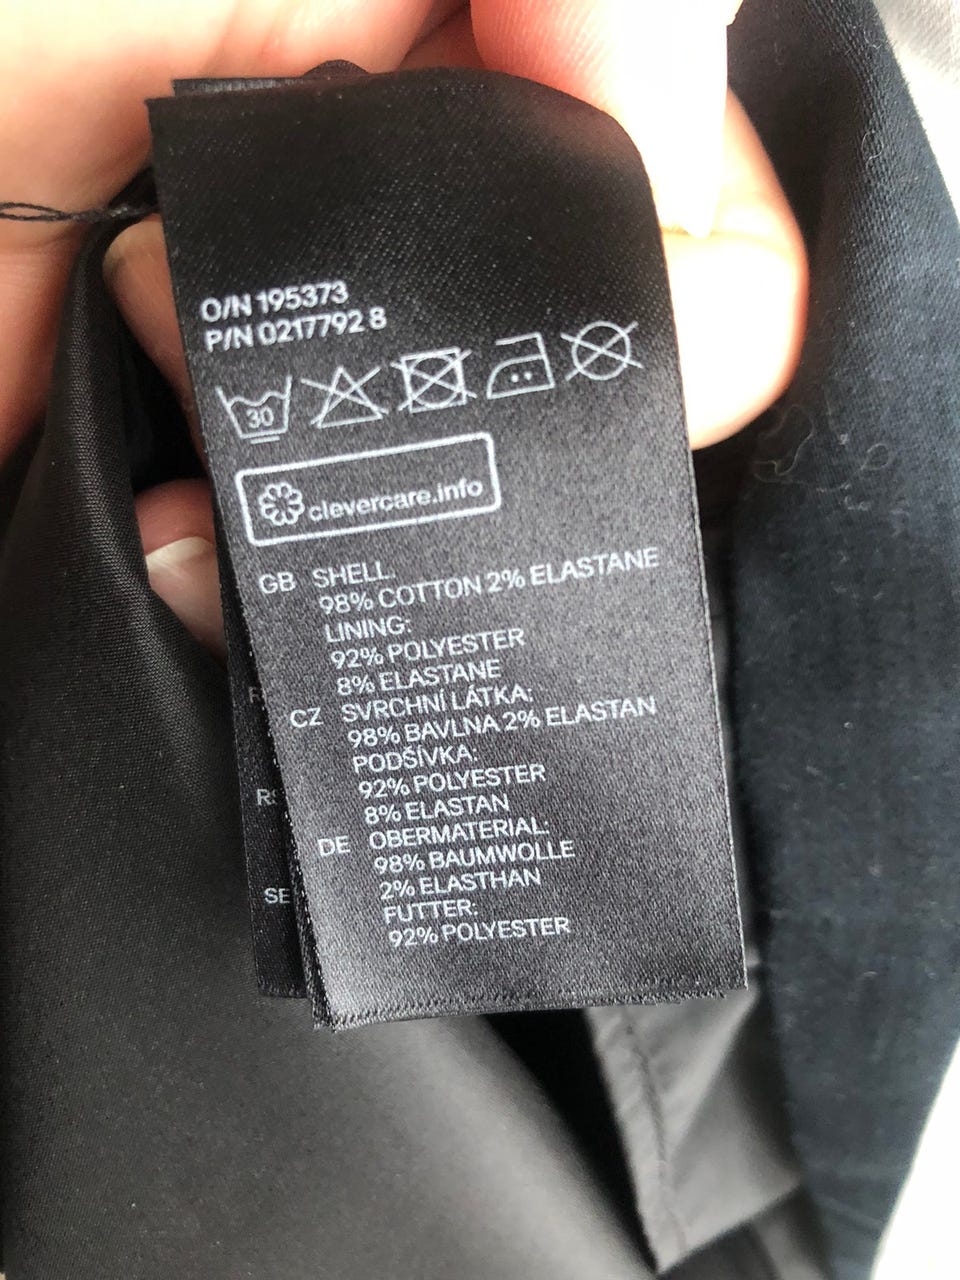 O/N 195373
P/N 0217792 8
30
clevercare.info
GB SHELL:
98% COTTON 2% ELASTANE
LINING:
92% POLYESTER
8% ELASTANE
CZ SVRCHNÍ LÁTKA:
98% BAVLNA 2% ELASTAN
PODŠÍVKA:
92% POLYESTER
8% ELASTAN
DE OBERMATERIAL:
98% BAUMWOLLE
2% ELASTHAN
FUTTER:
92% POLYESTER
RS
SE